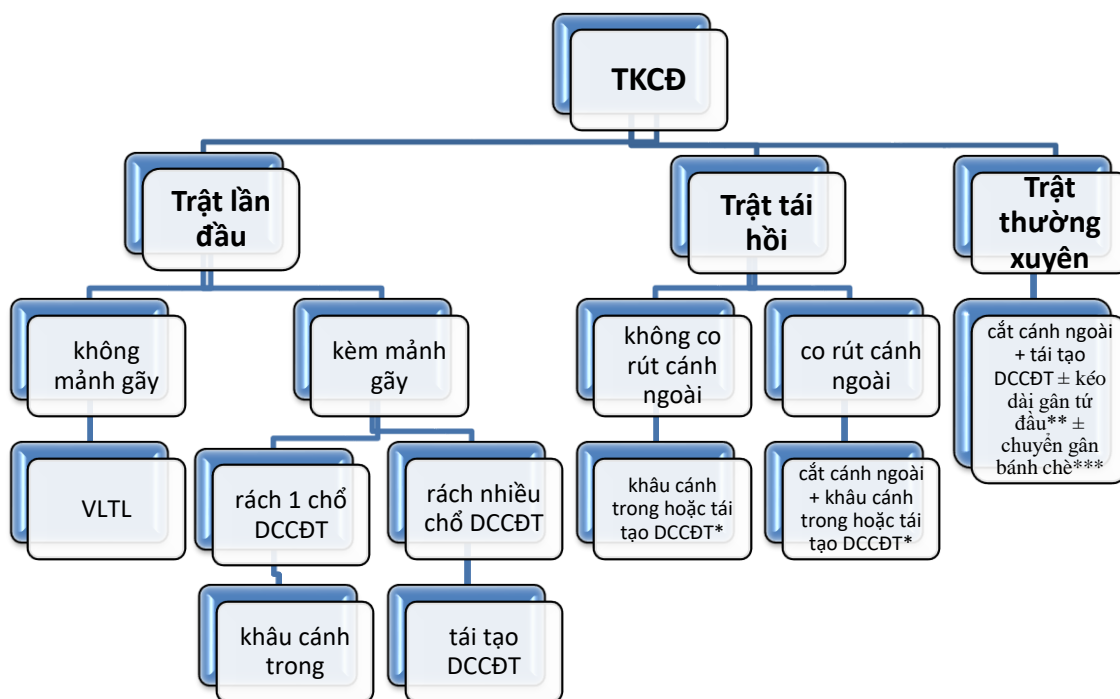 TKCĐ
Trật lần
đầu
Trật tái
hồi
Trật
thường
xuyên
không
mảnh gãy
kèm mảnh
gãy
không co
rút cánh
ngoài
co rút cánh
ngoài
cắt cánh ngoài
+ tái tạo
DCCĐT ± kéo
dài gân tứ
đầu** ±
chuyển gân
bánh chè***
VLTL
rách 1 chổ
DCCĐT
rách nhiều
chổ DCCĐT
khâu cánh
trong hoặc tái
tạo DCCĐT*
cắt cánh ngoài
+ khâu cánh
trong hoặc tái
tạo DCCĐT*
khâu cánh
trong
tái tạo
DCCĐT